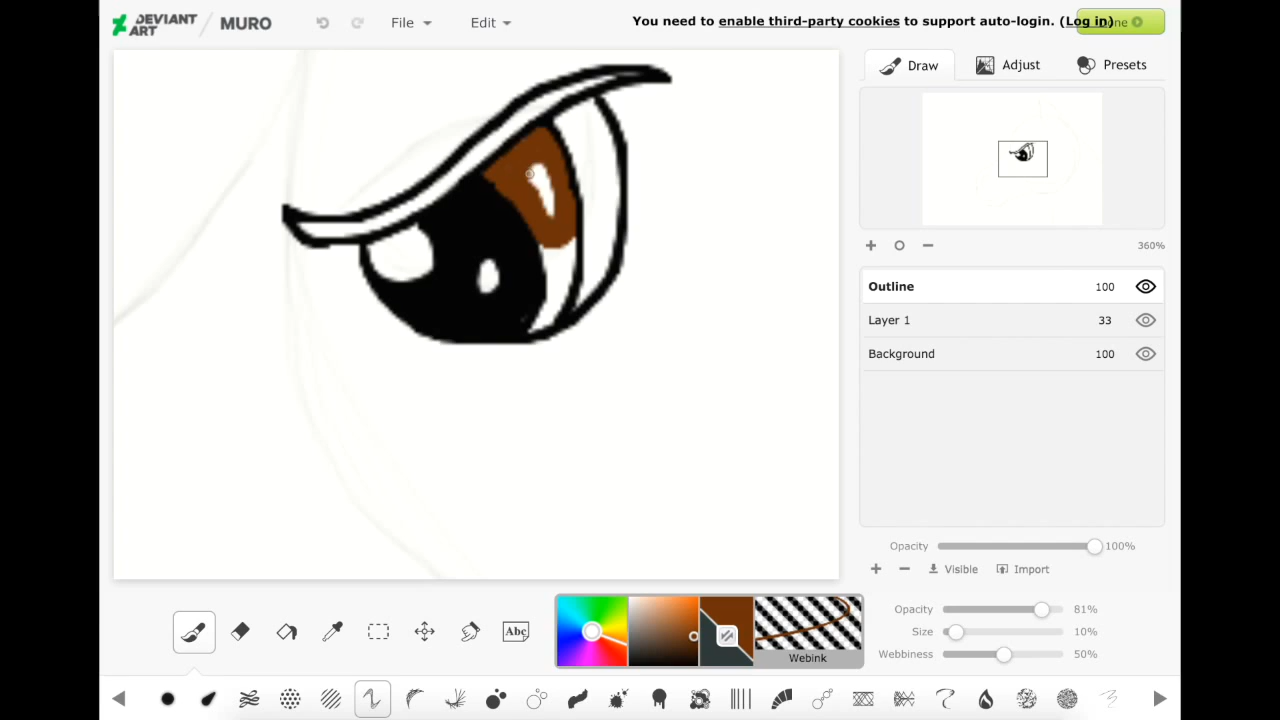 DEVIANT ART MURO
File Edit
You need to enable third-party cookies to support auto-login. (Log in)
Draw Adjust Presets
360%
Outline 100
Layer 1 33
Background 100
Opacity 100%
+ − Visible Import
Opacity 81%
Size 10%
Webbiness 50%
Abc
Webink